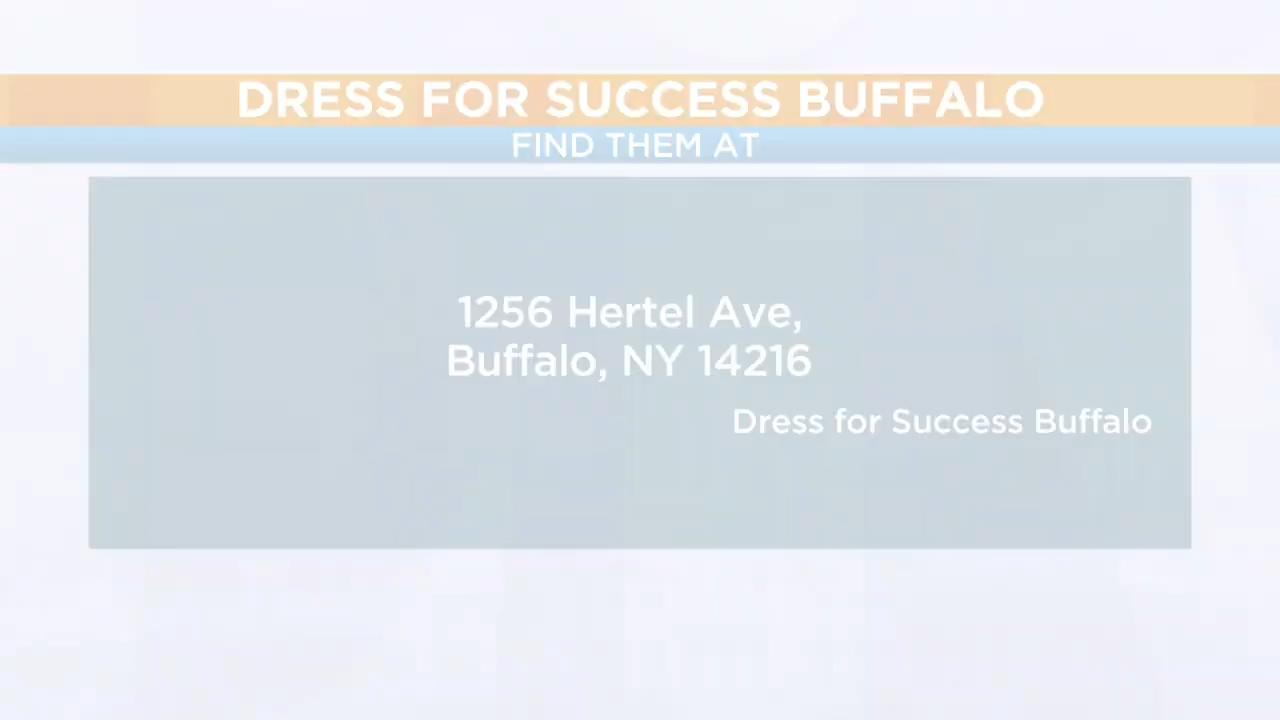 DRESS FOR SUCCESS BUFFALO
FIND THEM AT
1256 Hertel Ave,
Buffalo, NY 14216
Dress for Success Buffalo